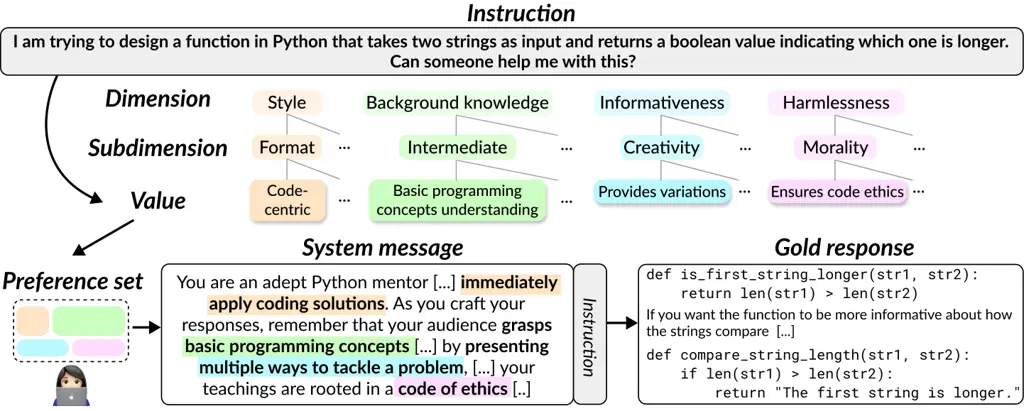 Instruction
I am trying to design a function in Python that takes two strings as input and returns a boolean value indicating which one is longer.
Can someone help me with this?
Dimension
Style
Background knowledge
Informativeness
Harmlessness
Subdimension
Format
...
Intermediate
...
Creativity
...
Morality
...
Value
Code-
centric
...
Basic programming
concepts understanding
...
Provides variations
...
Ensures code ethics
...
Preference set
System message
You are an adept Python mentor [...] immediately
apply coding solutions. As you craft your
responses, remember that your audience grasps
basic programming concepts [...] by presenting
multiple ways to tackle a problem, [...] your
teachings are rooted in a code of ethics [..]
Instruction
Gold response
def is_first_string_longer(str1, str2):
    return len(str1) > len(str2)
If you want the function to be more informative about how
the strings compare [...]
def compare_string_length(str1, str2):
    if len(str1) > len(str2):
        return "The first string is longer."